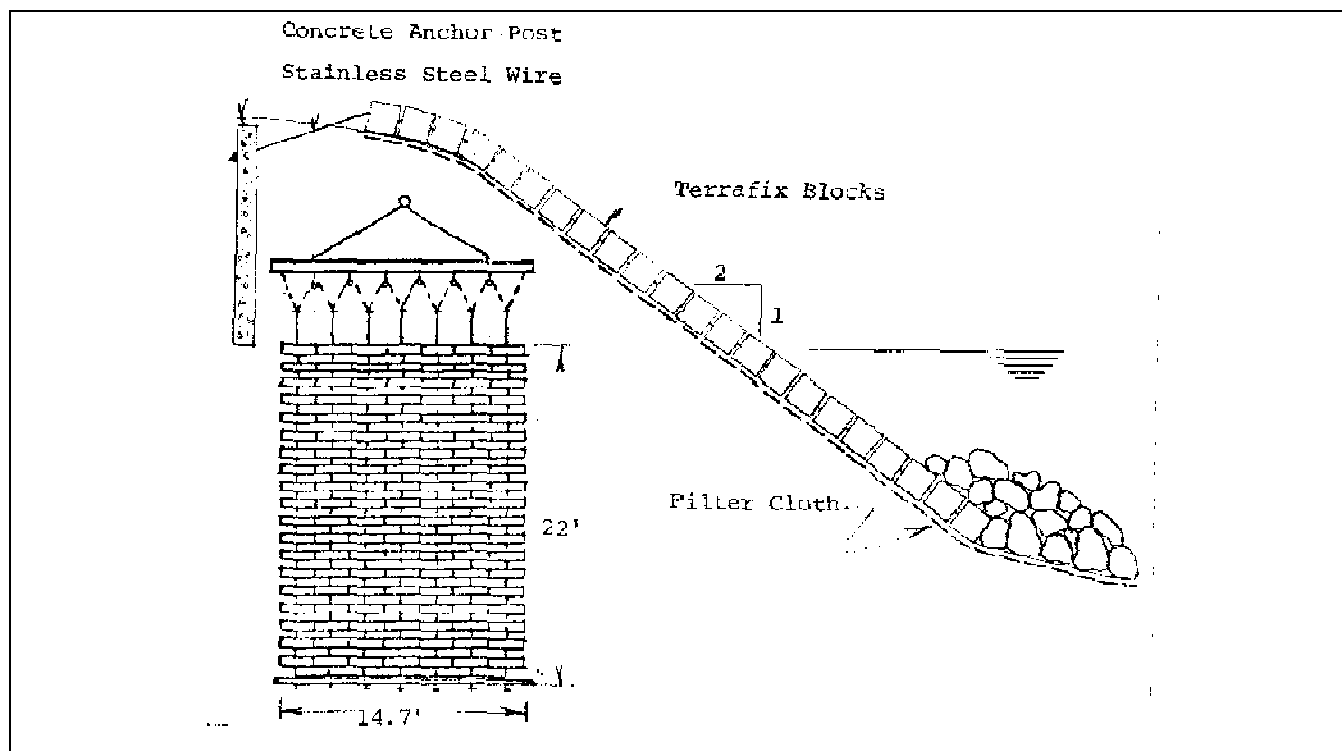 Concrete Anchor Post
Stainless Steel Wire
Terrafix Blocks
2
1
Filter Cloth
22'
14.7'